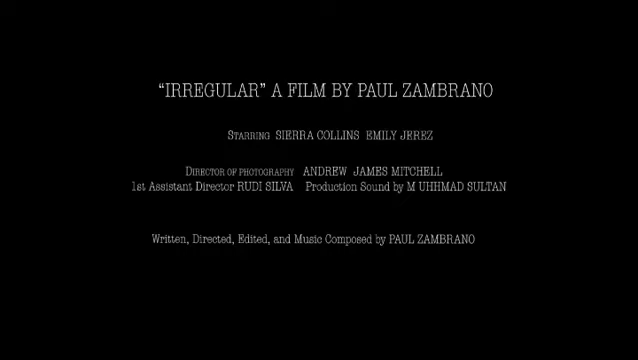 “IRREGULAR” A FILM BY PAUL ZAMBRANO
STARRING SIERRA COLLINS EMILY JEREZ
DIRECTOR OF PHOTOGRAPHY ANDREW JAMES MITCHELL
1st Assistant Director RUDI SILVA Production Sound by M UHHMAD SULTAN
Written, Directed, Edited, and Music Composed by PAUL ZAMBRANO